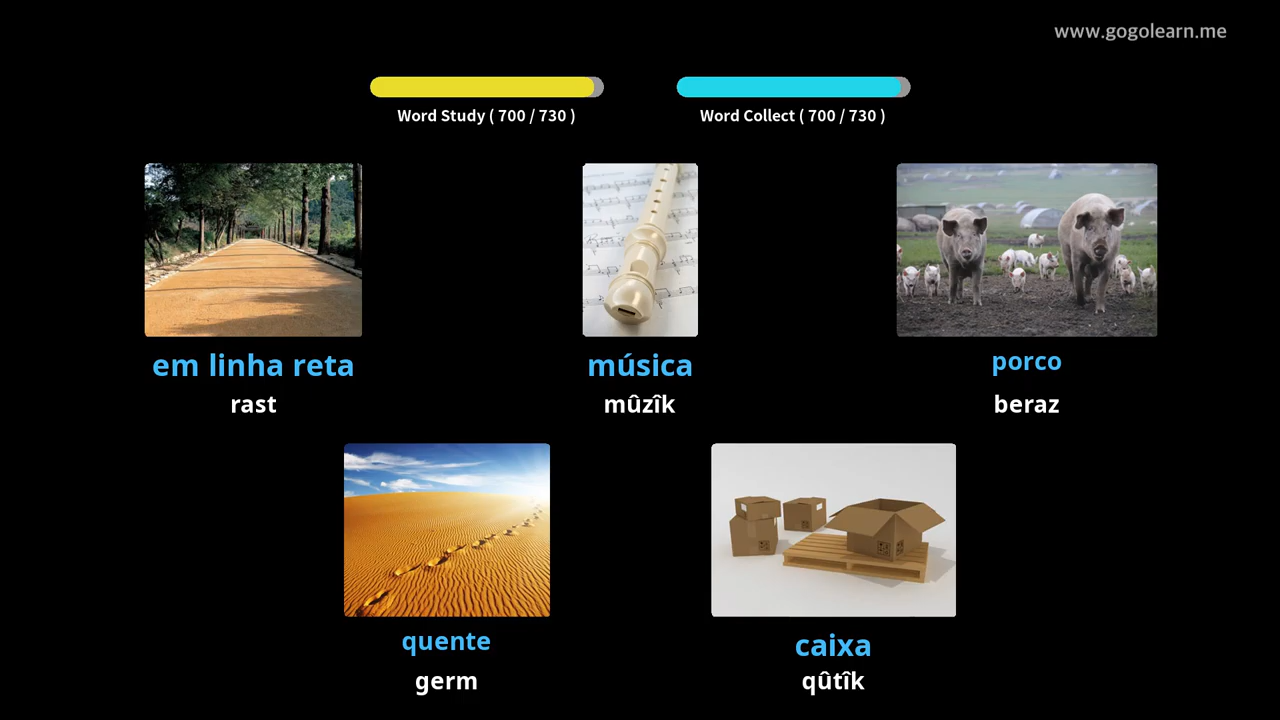 www.gogolearn.me
Word Study ( 700 / 730 )
Word Collect ( 700 / 730 )
em linha reta
rast
música
mûzîk
porco
beraz
quente
germ
caixa
qûtîk